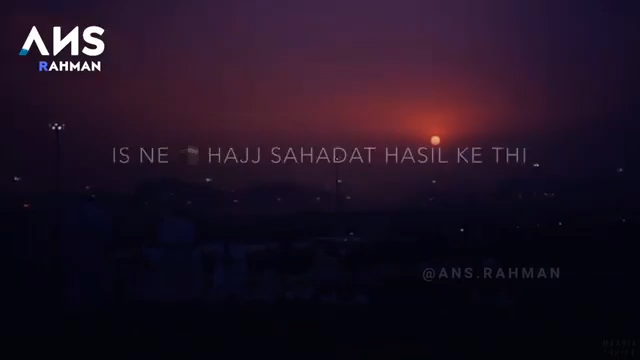 ANS
RAHMAN
IS NE HAJJ SAHADAT HASIL KE THI
@ANS.RAHMAN